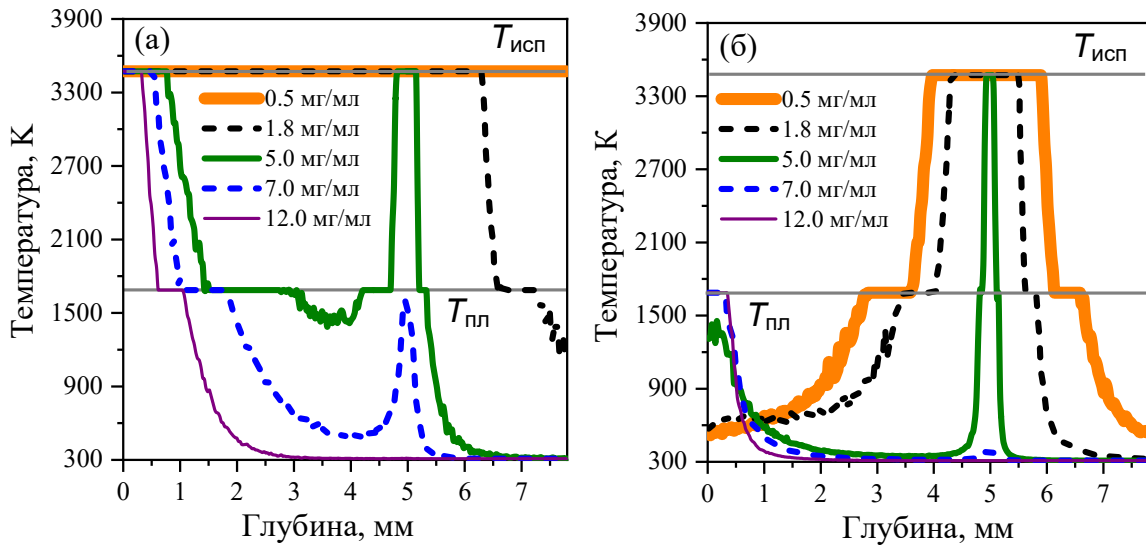 (а)
Tисп
0.5 мг/мл
1.8 мг/мл
5.0 мг/мл
7.0 мг/мл
12.0 мг/мл
Tпл
3900
3300
2700
2100
1500
900
300
Температура, К
0 1 2 3 4 5 6 7
Глубина, мм
(б)
Tисп
0.5 мг/мл
1.8 мг/мл
5.0 мг/мл
7.0 мг/мл
12.0 мг/мл
Tпл
3900
3300
2700
2100
1500
900
300
Температура, К
0 1 2 3 4 5 6 7
Глубина, мм